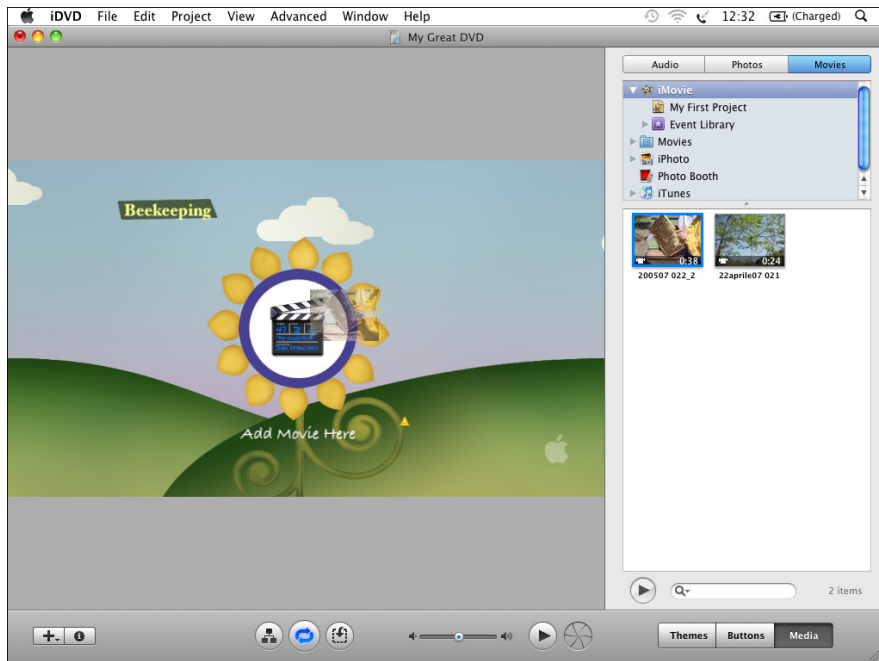 iDVD File Edit Project View Advanced Window Help 12:32 (Charged)
My Great DVD
Audio Photos Movies
iMovie
My First Project
Event Library
Movies
iPhoto
Photo Booth
iTunes
Beekeeping
0:38 0:24
200507 022_2 22aprile07 021
Add Movie Here
2 items
Themes Buttons Media